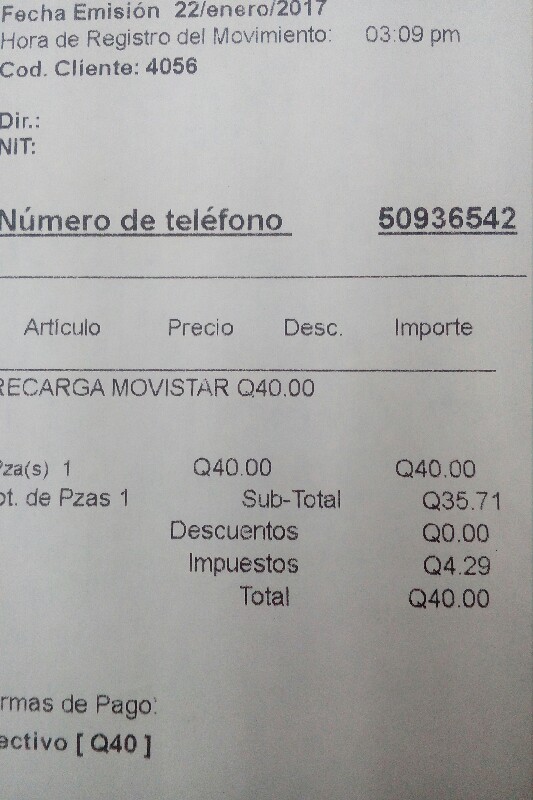 Fecha Emisión 22/enero/2017
Hora de Registro del Movimiento: 03:09 pm
Cod. Cliente: 4056
Dir.:
NIT:
Número de teléfono 50936542
Artículo Precio Desc. Importe
RECARGA MOVISTAR Q40.00
Pza(s) 1 Q40.00 Q40.00
ot. de Pzas 1 Sub-Total Q35.71
Descuentos Q0.00
Impuestos Q4.29
Total Q40.00
rmas de Pago:
ectivo [ Q40 ]